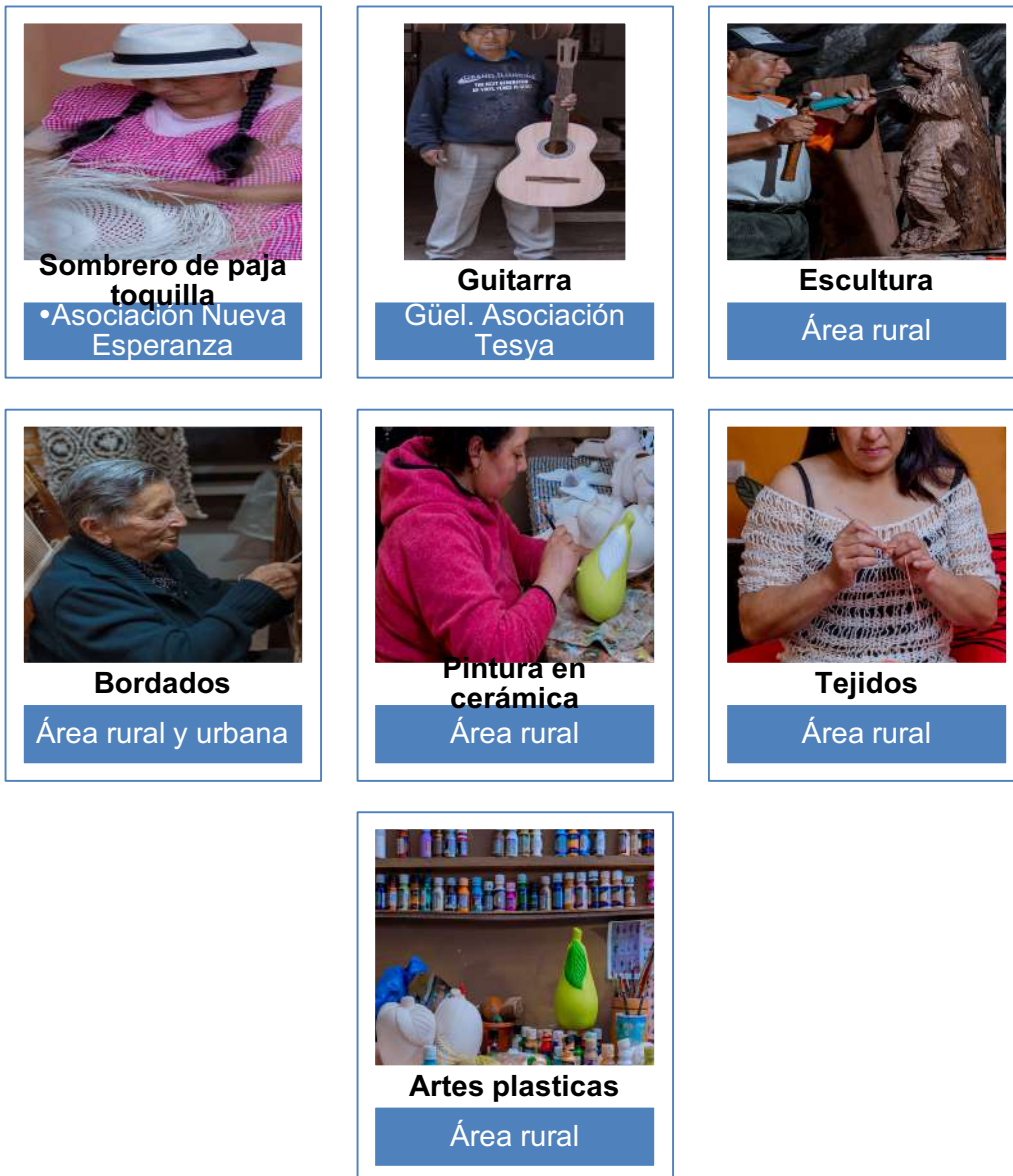 Sombrero de paja
toquilla
•Asociación Nueva
Esperanza
Guitarra
Güel. Asociación
Tesya
Escultura
Área rural
Bordados
Área rural y urbana
Pintura en
cerámica
Área rural
Tejidos
Área rural
Artes plasticas
Área rural